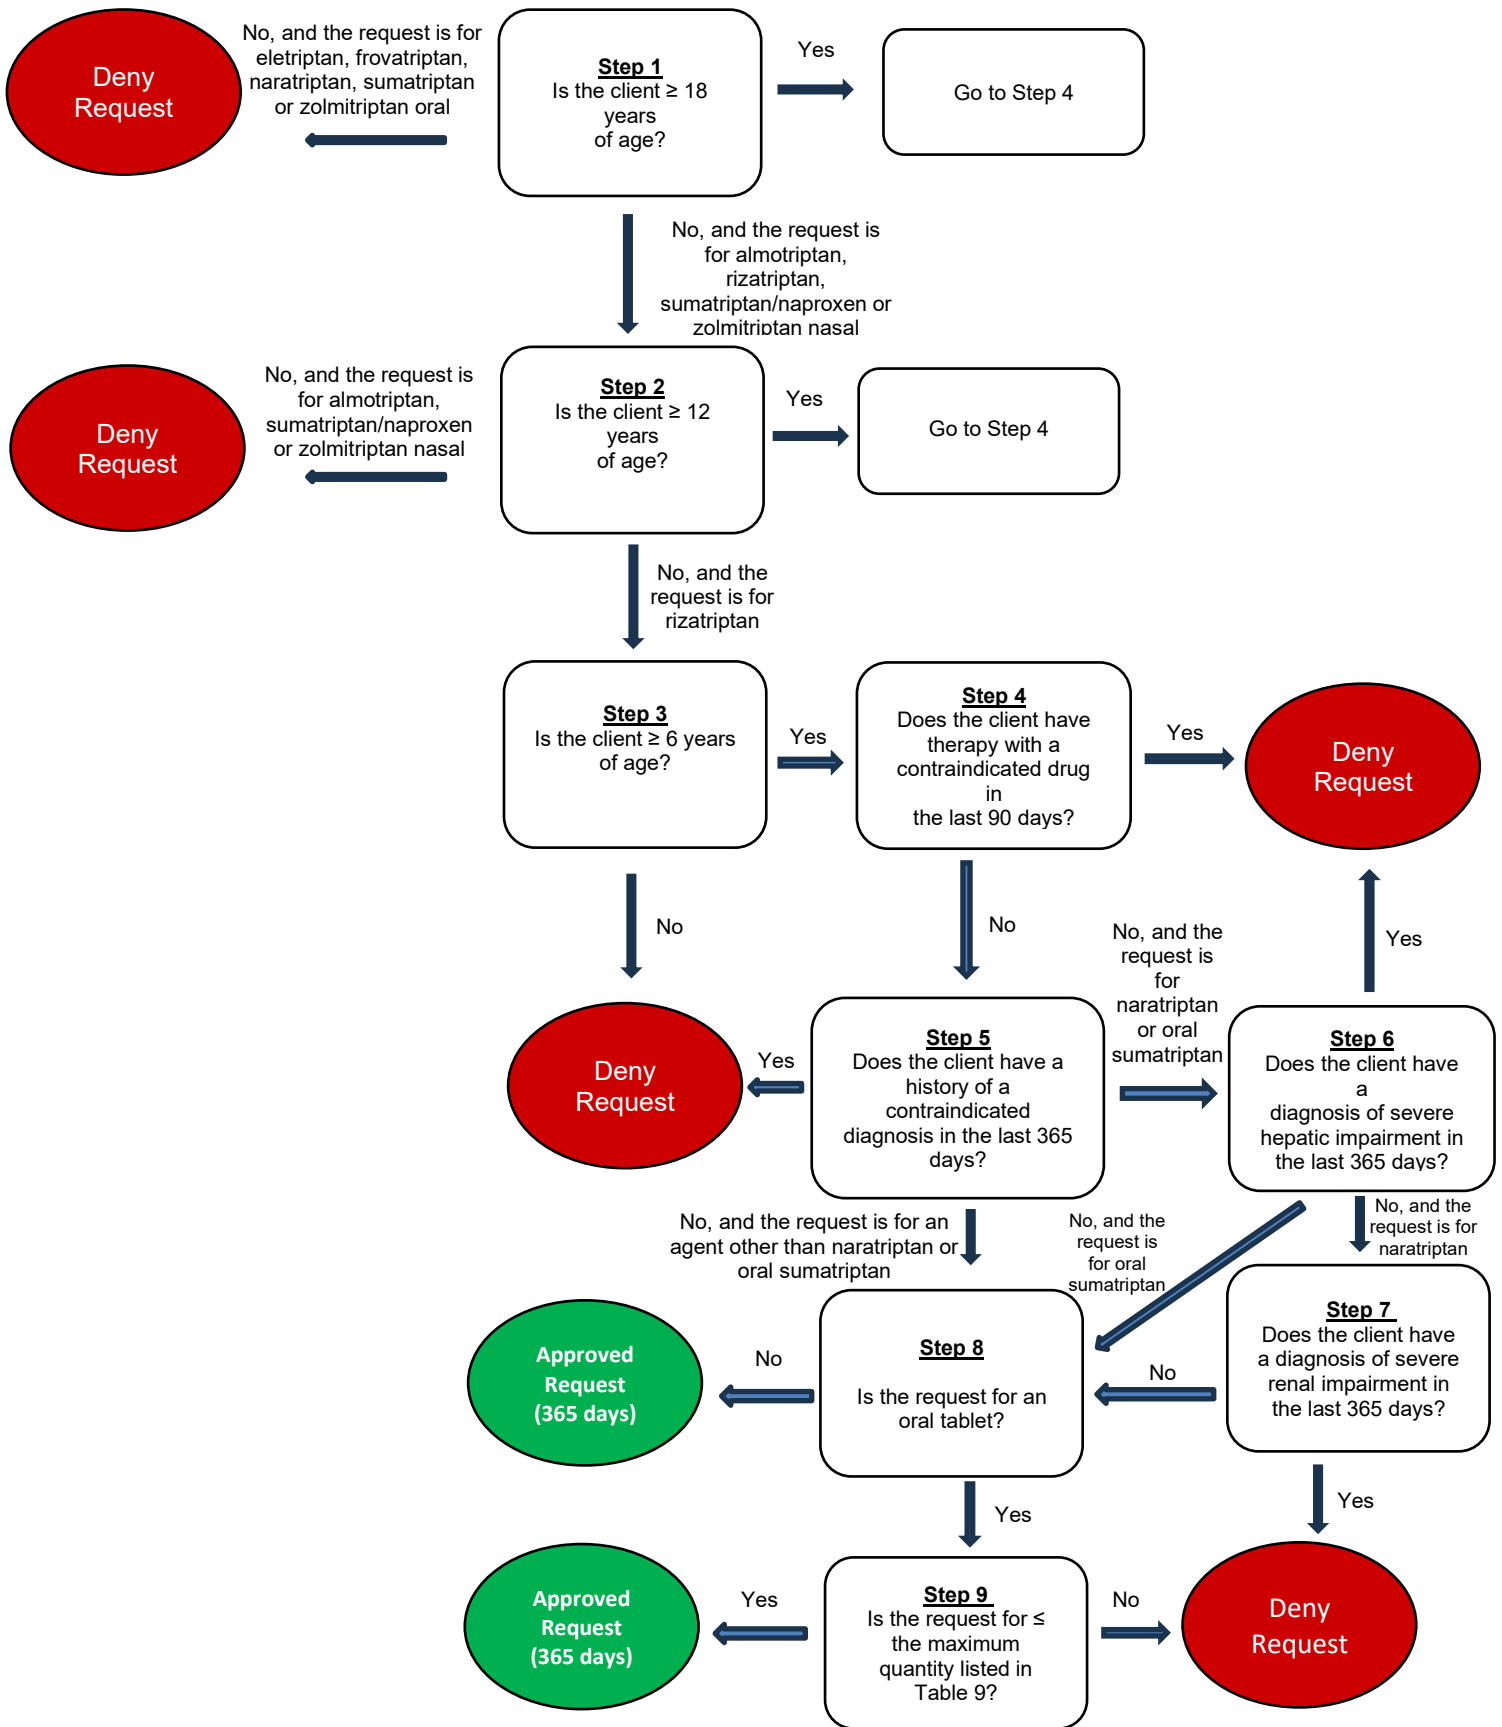 Deny
Request
No, and the request is for
eletriptan, frovatriptan,
naratriptan, sumatriptan
or zolmitriptan oral
Step 1
Is the client ≥ 18
years
of age?
Yes
Go to Step 4
No, and the request is
for almotriptan,
rizatriptan,
sumatriptan/naproxen or
zolmitriptan nasal
Deny
Request
No, and the request is
for almotriptan,
sumatriptan/naproxen
or zolmitriptan nasal
Step 2
Is the client ≥ 12
years
of age?
Yes
Go to Step 4
No, and the
request is for
rizatriptan
Step 3
Is the client ≥ 6 years
of age?
Yes
Step 4
Does the client have
therapy with a
contraindicated drug
in
the last 90 days?
Yes
Deny
Request
No
No
No, and the
request is
for
naratriptan
or oral
sumatriptan
Yes
Deny
Request
Yes
Step 5
Does the client have a
history of a
contraindicated
diagnosis in the last 365
days?
Step 6
Does the client have
a
diagnosis of severe
hepatic impairment in
the last 365 days?
No, and the request is for an
agent other than naratriptan or
oral sumatriptan
No, and the
request is
for oral
sumatriptan
No, and the
request is for
naratriptan
Approved
Request
(365 days)
No
Step 8
Is the request for an
oral tablet?
No
Step 7
Does the client have
a diagnosis of severe
renal impairment in
the last 365 days?
Yes
Yes
Approved
Request
(365 days)
Yes
Step 9
Is the request for ≤
the maximum
quantity listed in
Table 9?
No
Deny
Request